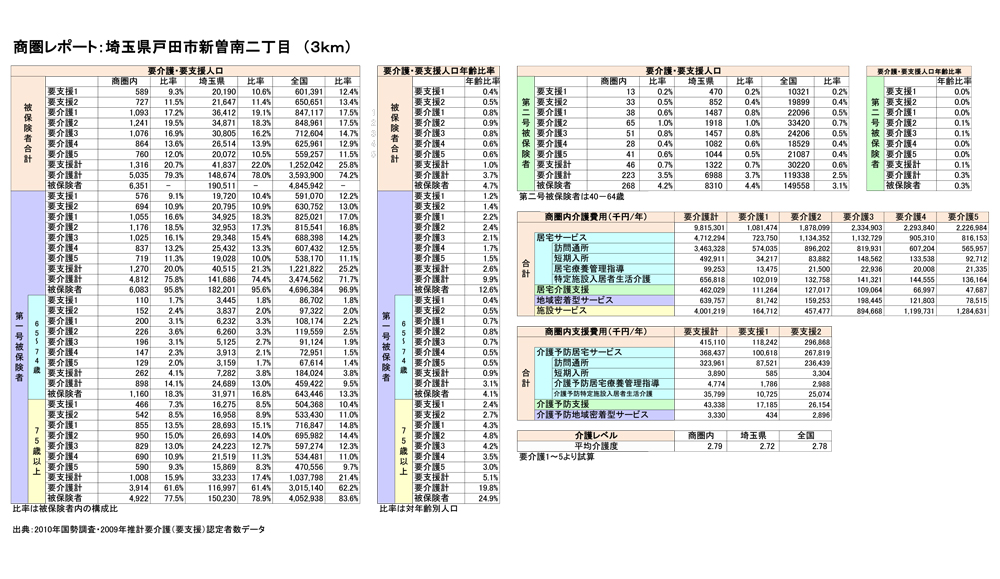 商圏レポート:埼玉県戸田市新曽南二丁目 (3km)
要介護・要支援人口
商圏内 比率 埼玉県 比率 全国 比率
被保険者合計
要支援1 589 9.3% 20,190 10.6% 601,391 12.4%
要支援2 727 11.5% 21,647 11.4% 650,651 13.4%
要介護1 1,093 17.2% 36,412 19.1% 847,117 17.5%
要介護2 1,241 19.5% 34,871 18.3% 848,961 17.5%
要介護3 1,076 16.9% 30,805 16.2% 712,604 14.7%
要介護4 864 13.6% 26,514 13.9% 625,961 12.9%
要介護5 760 12.0% 20,072 10.5% 559,257 11.5%
要支援計 1,316 20.7% 41,837 22.0% 1,252,042 25.8%
要介護計 5,035 79.3% 148,674 78.0% 3,593,900 74.2%
被保険者 6,351 - 190,511 - 4,845,942 -
第一号被保険者
要支援1 576 9.1% 19,720 10.4% 591,070 12.2%
要支援2 694 10.9% 20,795 10.9% 630,752 13.0%
要介護1 1,055 16.6% 34,925 18.3% 825,021 17.0%
要介護2 1,176 18.5% 32,953 17.3% 815,541 16.8%
要介護3 1,025 16.1% 29,348 15.4% 688,398 14.2%
要介護4 837 13.2% 25,432 13.3% 607,432 12.5%
要介護5 719 11.3% 19,028 10.0% 538,170 11.1%
要支援計 1,270 20.0% 40,515 21.3% 1,221,822 25.2%
要介護計 4,812 75.8% 141,686 74.4% 3,474,562 71.7%
被保険者 6,083 95.8% 182,201 95.6% 4,696,384 96.9%
65~74歳
要支援1 110 1.7% 3,445 1.8% 86,702 1.8%
要支援2 152 2.4% 3,837 2.0% 97,322 2.0%
要介護1 200 3.1% 6,232 3.3% 108,174 2.2%
要介護2 226 3.6% 6,260 3.3% 119,559 2.5%
要介護3 196 3.1% 5,125 2.7% 91,124 1.9%
要介護4 147 2.3% 3,913 2.1% 72,951 1.5%
要介護5 129 2.0% 3,159 1.7% 67,614 1.4%
要支援計 262 4.1% 7,282 3.8% 184,024 3.8%
要介護計 898 14.1% 24,689 13.0% 459,422 9.5%
被保険者 1,160 18.3% 31,971 16.8% 643,446 13.3%
75歳以上
要支援1 466 7.3% 16,275 8.5% 504,368 10.4%
要支援2 542 8.5% 16,958 8.9% 533,430 11.0%
要介護1 855 13.5% 28,693 15.1% 716,847 14.8%
要介護2 950 15.0% 26,693 14.0% 695,982 14.4%
要介護3 829 13.0% 24,223 12.7% 597,274 12.3%
要介護4 690 10.9% 21,519 11.3% 534,481 11.0%
要介護5 590 9.3% 15,869 8.3% 470,556 9.7%
要支援計 1,008 15.9% 33,233 17.4% 1,037,798 21.4%
要介護計 3,914 61.6% 116,997 61.4% 3,015,140 62.2%
被保険者 4,922 77.5% 150,230 78.9% 4,052,938 83.6%
比率は被保険者内の構成比
出典:2010年国勢調査・2009年推計要介護(要支援)認定者数データ
要介護・要支援人口年齢比率
年齢比率
被保険者合計
要支援1 0.4%
要支援2 0.5%
要介護1 0.8%
要介護2 0.9%
要介護3 0.8%
要介護4 0.6%
要介護5 0.6%
要支援計 1.0%
要介護計 3.7%
被保険者 4.7%
第一号被保険者
要支援1 1.2%
要支援2 1.4%
要介護1 2.2%
要介護2 2.4%
要介護3 2.1%
要介護4 1.7%
要介護5 1.5%
要支援計 2.6%
要介護計 9.9%
被保険者 12.6%
65~74歳
要支援1 0.4%
要支援2 0.5%
要介護1 0.7%
要介護2 0.8%
要介護3 0.7%
要介護4 0.5%
要介護5 0.5%
要支援計 0.9%
要介護計 3.1%
被保険者 4.1%
75歳以上
要支援1 2.4%
要支援2 2.7%
要介護1 4.3%
要介護2 4.8%
要介護3 4.2%
要介護4 3.5%
要介護5 3.0%
要支援計 5.1%
要介護計 19.8%
被保険者 24.9%
比率は対年齢別人口
要介護・要支援人口
商圏内 比率 埼玉県 比率 全国 比率
第二号被保険者
要支援1 13 0.2% 470 0.2% 10321 0.2%
要支援2 33 0.5% 852 0.4% 19899 0.4%
要介護1 38 0.6% 1487 0.8% 22096 0.5%
要介護2 65 1.0% 1918 1.0% 33420 0.7%
要介護3 51 0.8% 1457 0.8% 24206 0.5%
要介護4 28 0.4% 1082 0.6% 18529 0.4%
要介護5 41 0.6% 1044 0.5% 21087 0.4%
要支援計 46 0.7% 1322 0.7% 30220 0.6%
要介護計 223 3.5% 6988 3.7% 119338 2.5%
被保険者 268 4.2% 8310 4.4% 149558 3.1%
第二号被保険者は40-64歳
要介護・要支援人口年齢比率
年齢比率
第二号被保険者
要支援1 0.0%
要支援2 0.0%
要介護1 0.0%
要介護2 0.1%
要介護3 0.1%
要介護4 0.0%
要介護5 0.0%
要支援計 0.1%
要介護計 0.3%
被保険者 0.3%
商圏内介護費用(千円/年) 要介護計 要介護1 要介護2 要介護3 要介護4 要介護5
合計 9,815,301 1,081,474 1,878,099 2,334,903 2,293,840 2,226,984
居宅サービス 4,712,294 723,750 1,134,352 1,132,729 905,310 816,153
訪問通所 3,463,328 574,035 896,202 819,931 607,204 565,957
短期入所 492,911 34,217 83,882 148,562 133,538 92,712
居宅療養管理指導 99,253 13,475 21,500 22,936 20,008 21,335
特定施設入居者生活介護 656,818 102,019 132,758 141,321 144,555 136,164
居宅介護支援 462,029 111,264 127,017 109,064 66,997 47,687
地域密着型サービス 639,757 81,742 159,253 198,445 121,803 78,515
施設サービス 4,001,219 164,712 457,477 894,668 1,199,731 1,284,631
商圏内支援費用(千円/年) 要支援計 要支援1 要支援2
合計 415,110 118,242 296,868
介護予防居宅サービス 368,437 100,618 267,819
訪問通所 323,961 87,521 236,439
短期入所 3,890 585 3,304
介護予防居宅療養管理指導 4,774 1,786 2,988
介護予防特定施設入居者生活介護 35,799 10,725 25,074
介護予防支援 43,338 17,185 26,154
介護予防地域密着型サービス 3,330 434 2,896
介護レベル 商圏内 埼玉県 全国
平均介護度 2.79 2.72 2.78
要介護1~5より試算